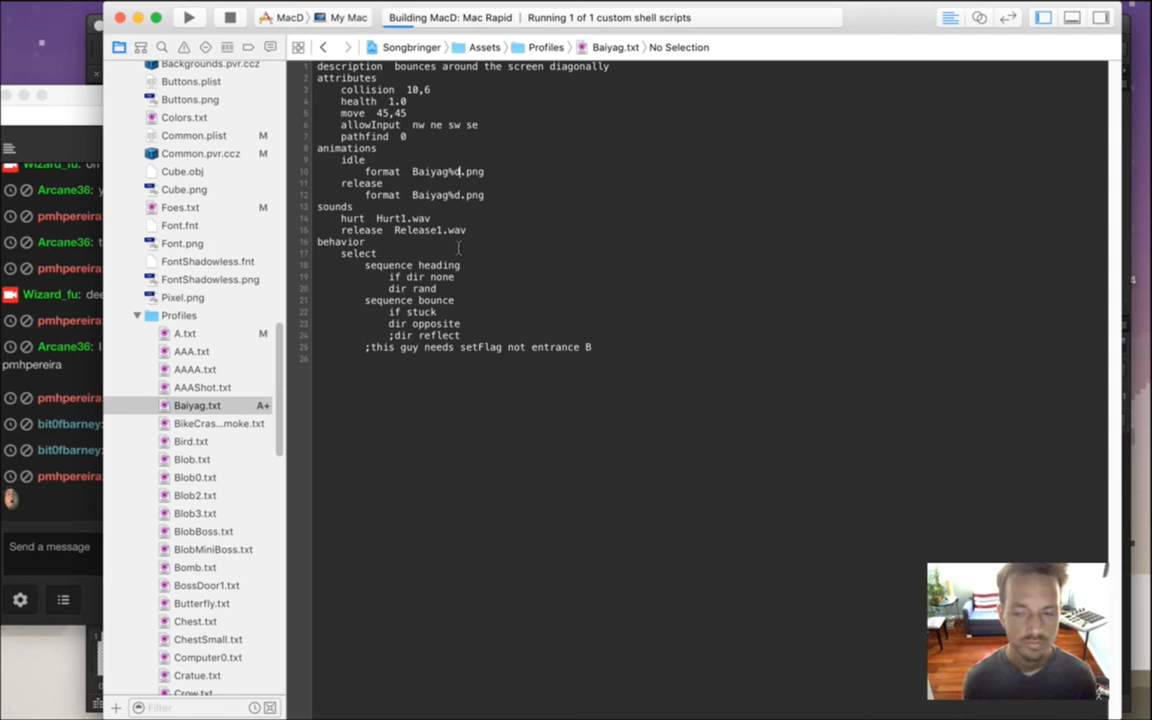 MacD 〉 My Mac
Building MacD: Mac Rapid | Running 1 of 1 custom shell scripts
Songbringer 〉 Assets 〉 Profiles 〉 Baiyag.txt 〉 No Selection
Wizard_fu:
Arcane36:
pmhpereira
Arcane36:
pmhpereira
Wizard_fu:
pmhpereira
Arcane36:
pmhpereira
pmhpereira
bit0fbarney:
bit0fbarney:
pmhpereira
Send a message
Backgrounds.pvr.ccz
Buttons.plist
Buttons.png
Colors.txt
Common.plist M
Common.pvr.ccz M
Cube.obj
Cube.png
Foes.txt M
Font.fnt
Font.png
FontShadowless.fnt
FontShadowless.png
Pixel.png
Profiles
A.txt M
AAA.txt
AAAA.txt
AAAShot.txt
Baiyag.txt A+
BikeCras...moke.txt
Bird.txt
Blob.txt
Blob0.txt
Blob2.txt
Blob3.txt
BlobBoss.txt
BlobMiniBoss.txt
Bomb.txt
BossDoor1.txt
Butterfly.txt
Chest.txt
ChestSmall.txt
Computer0.txt
Cratue.txt
Crow.txt
Filter
1 description  bounces around the screen diagonally
2 attributes
3     collision  10,6
4     health  1.0
5     move  45,45
6     allowInput  nw ne sw se
7     pathfind  0
8 animations
9     idle
10         format  Baiyag%d.png
11     release
12         format  Baiyag%d.png
13 sounds
14     hurt  Hurt1.wav
15     release  Release1.wav
16 behavior
17     select
18         sequence heading
19             if dir none
20             dir rand
21         sequence bounce
22             if stuck
23             dir opposite
24             ;dir reflect
25         ;this guy needs setFlag not entrance B
26